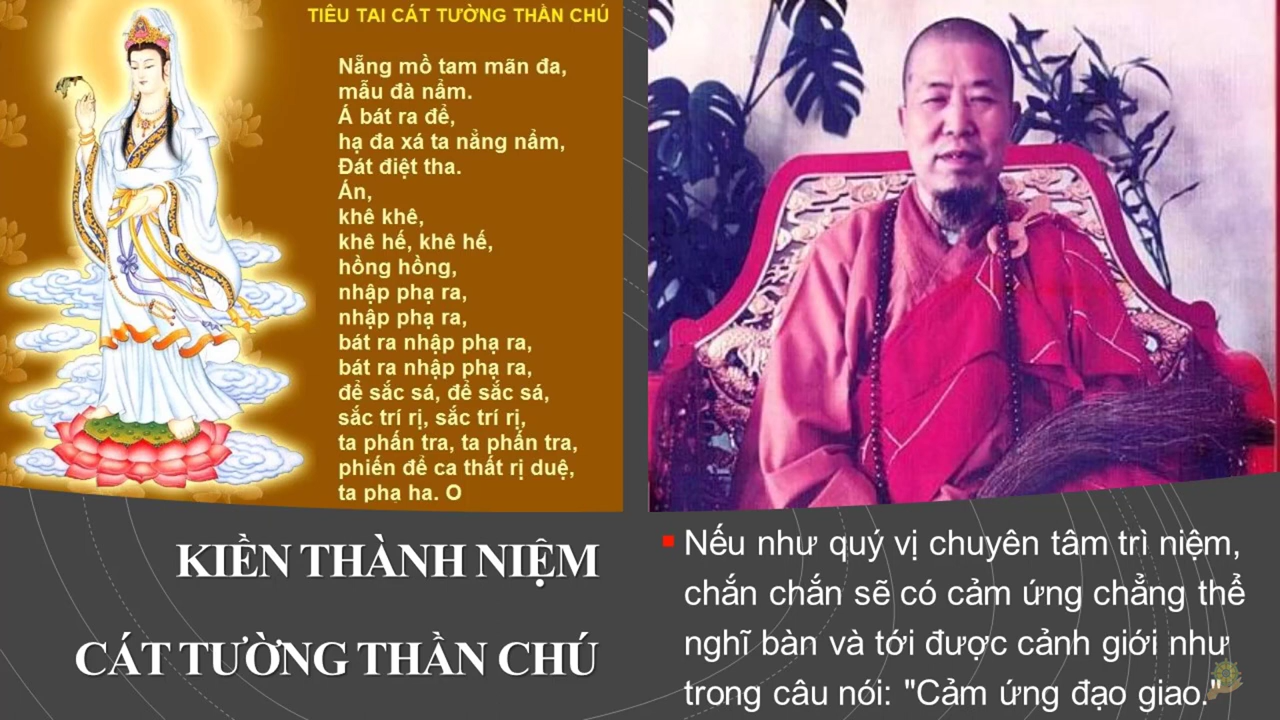 TIÊU TAI CÁT TƯỜNG THẦN CHÚ
Nẵng mồ tam mãn đa,
mẫu đà nẩm.
Á bát ra để,
hạ đa xá ta nẳng nẩm,
Đát điệt tha.
Án,
khê khê,
khê hế, khê hế,
hồng hồng,
nhập phạ ra,
nhập phạ ra,
bát ra nhập phạ ra,
bát ra nhập phạ ra,
để sắc sá, để sắc sá,
sắc trí rị, sắc trí rị,
ta phấn tra, ta phấn tra,
phiến để ca thất rị duệ,
ta phạ ha. O
KIỀN THÀNH NIỆM
CÁT TƯỜNG THẦN CHÚ
Nếu như quý vị chuyên tâm trì niệm,
chắn chắn sẽ có cảm ứng chẳng thể
nghĩ bàn và tới được cảnh giới như
trong câu nói: "Cảm ứng đạo giao."